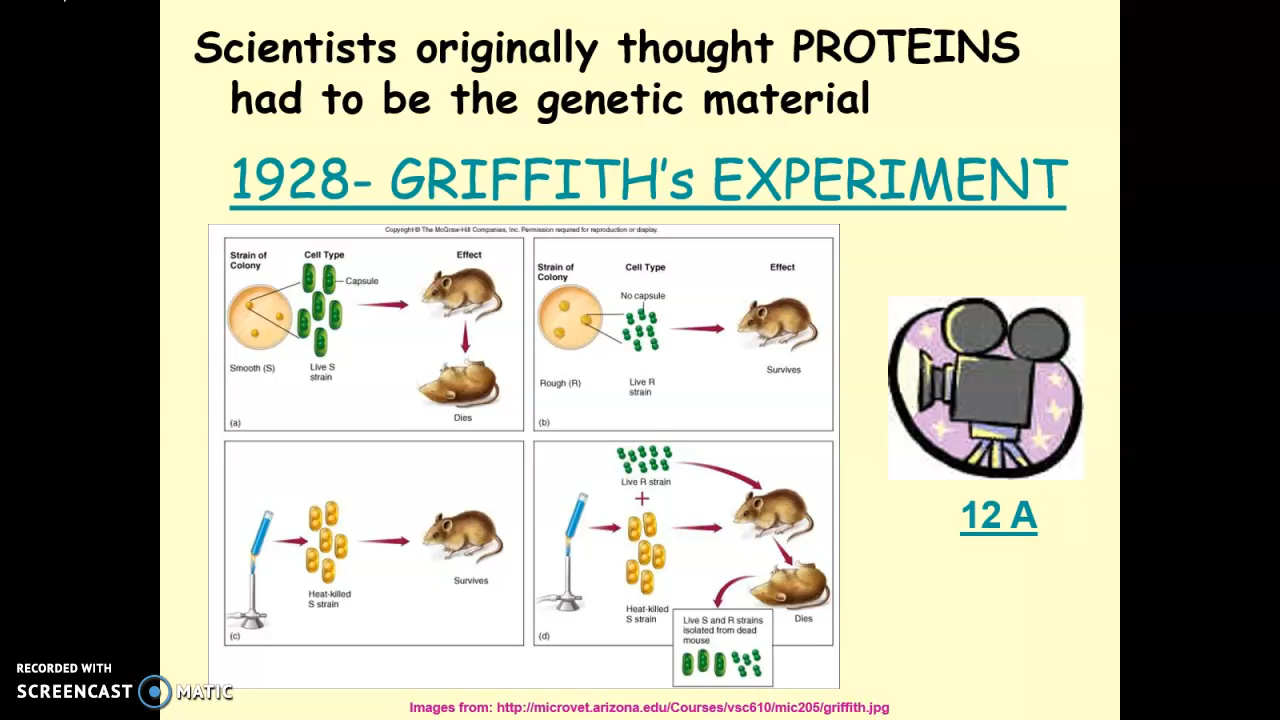 Scientists originally thought PROTEINS
had to be the genetic material
1928- GRIFFITH's EXPERIMENT
Copyright © The McGraw-Hill Companies, Inc. Permission required for reproduction or display.
Strain of
Colony
Cell Type
Effect
Capsule
Smooth (S)
Live S
strain
Dies
(a)
Strain of
Colony
Cell Type
Effect
No capsule
Rough (R)
Live R
strain
Survives
(b)
Heat-killed
S strain
Survives
(c)
Live R strain
+
Heat-killed
S strain
Dies
(d)
Live S and R strains
isolated from dead
mouse
12 A
RECORDED WITH
SCREENCAST MATIC
Images from: http://microvet.arizona.edu/Courses/vsc610/mic205/griffith.jpg